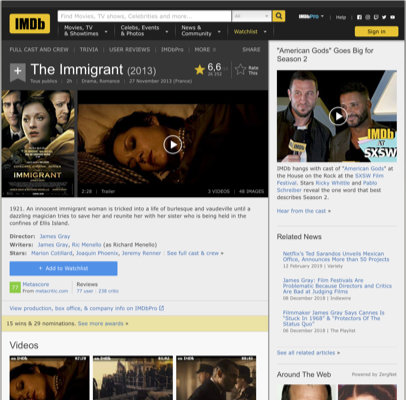 IMDb
Find Movies, TV shows, Celebrities and more...
All
Movies, TV
& Showtimes
Celebs, Events
& Photos
News &
Community
Watchlist
IMDbPro
Help
Sign in
FULL CAST AND CREW | TRIVIA | USER REVIEWS | IMDbPro | MORE
SHARE
The Immigrant (2013)
6,6
Rate
This
Tous publics | 2h | Drama, Romance | 27 November 2013 (France)
IMMIGRANT
2:28 | Trailer
3 VIDEOS | 48 IMAGES
1921. An innocent immigrant woman is tricked into a life of burlesque and vaudeville until a
dazzling magician tries to save her and reunite her with her sister who is being held in the
confines of Ellis Island.
Director: James Gray
Writers: James Gray, Ric Menello (as Richard Menello)
Stars: Marion Cotillard, Joaquin Phoenix, Jeremy Renner | See full cast & crew »
+ Add to Watchlist
77
Metascore
From metacritic.com
Reviews
77 user | 238 critic
View production, box office, & company info on IMDbPro
15 wins & 29 nominations. See more awards »
Videos
"American Gods" Goes Big for
Season 2
IMDb
SXSW
IMDb hangs with cast of "American Gods" at
the House on the Rock at the SXSW Film
Festival. Stars Ricky Whittle and Pablo
Schreiber reveal the one word that best
describes Season 2.
Hear from the cast »
Related News
Netflix's Ted Sarandos Unveils Mexican
Office, Announces More than 50 Projects
12 February 2019 | Variety
James Gray: Film Festivals Are
Problematic Because Directors and Critics
Are Bad at Judging Films
08 December 2018 | Indiewire
Filmmaker James Gray Says Cannes Is
"Stuck In 1968" & "Protectors Of The
Status Quo"
06 December 2018 | The Playlist
See all related articles »
Around The Web
Powered by ZergNet